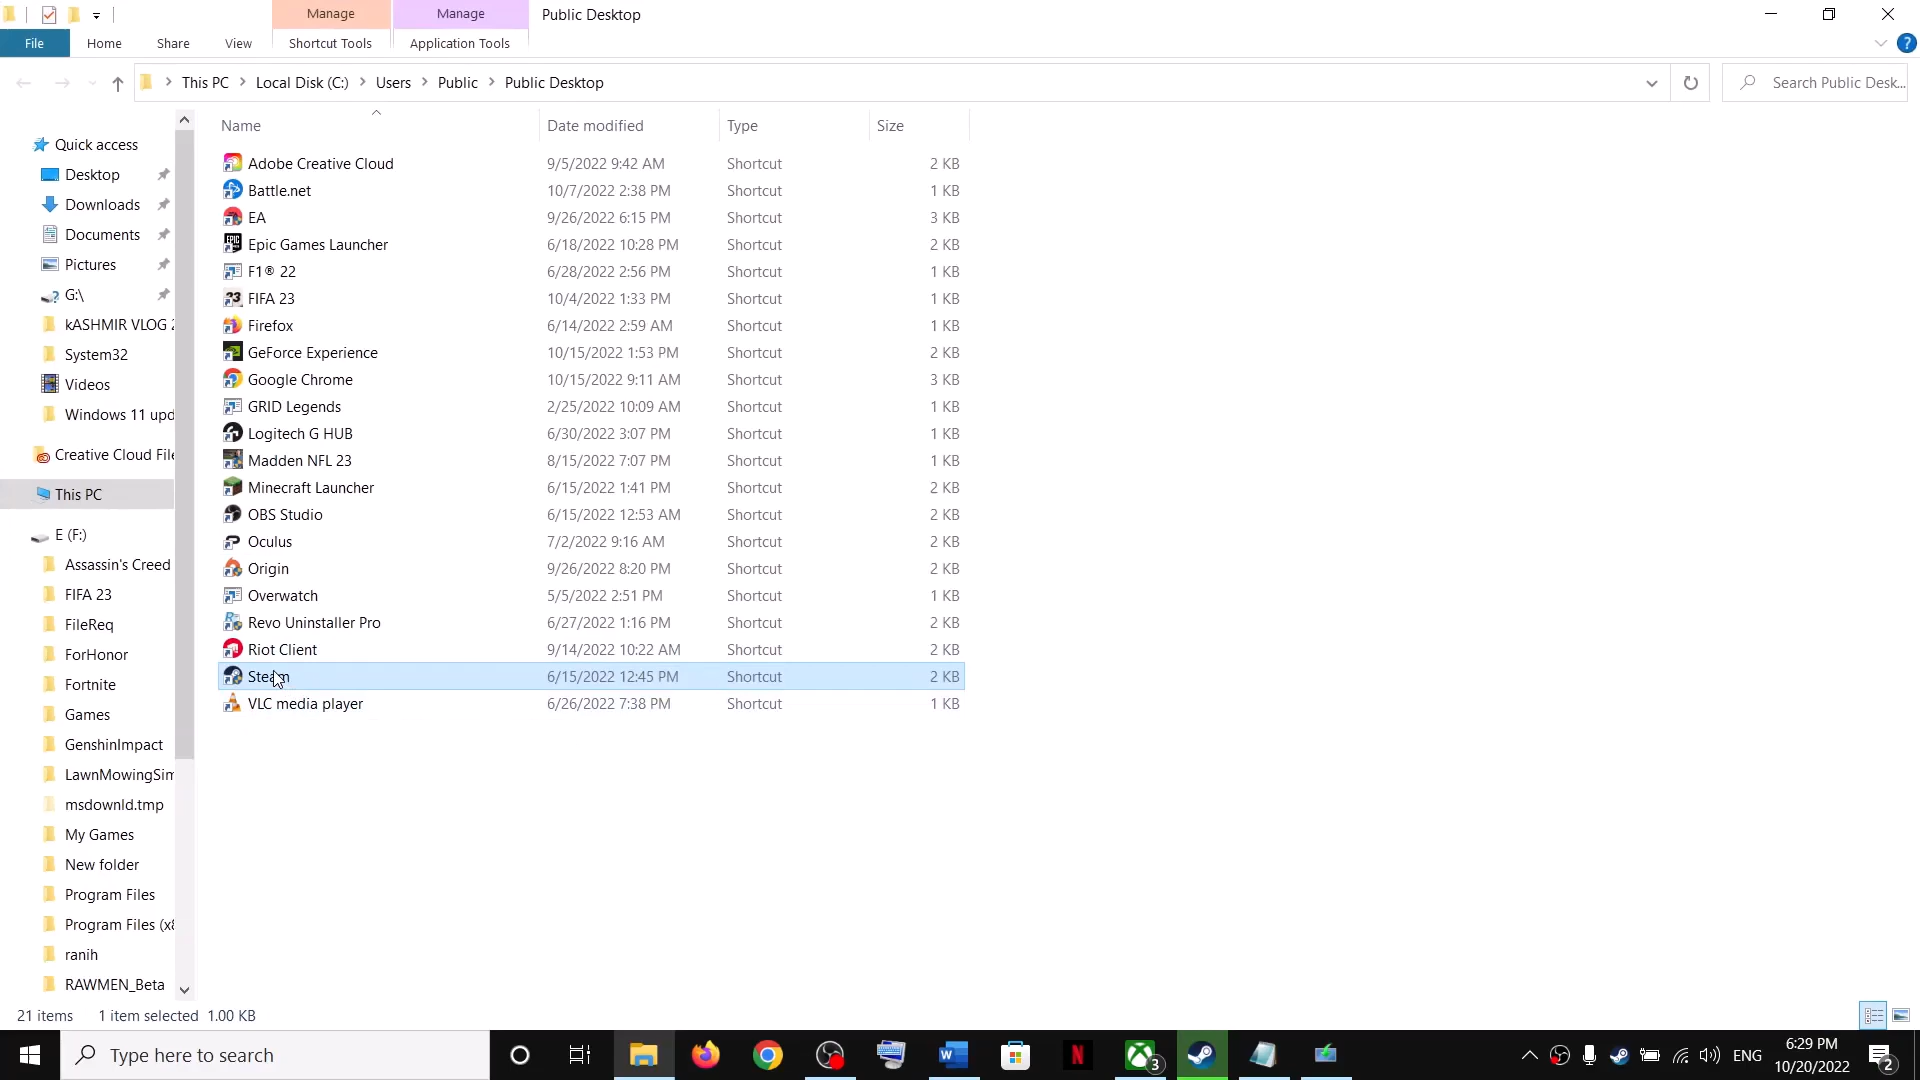 Manage
Manage
Public Desktop
File
Home
Share
View
Shortcut Tools
Application Tools
?
This PC
Local Disk (C:)
Users
Public
Public Desktop
Search Public Desk...
Name
Date modified
Type
Size
Quick access
Desktop
Downloads
Documents
Pictures
G:\
kASHMIR VLOG 2
System32
Videos
Windows 11 upd
Creative Cloud File
This PC
E (F:)
Assassin's Creed
FIFA 23
FileReq
ForHonor
Fortnite
Games
GenshinImpact
LawnMowingSim
msdownld.tmp
My Games
New folder
Program Files
Program Files (x8
ranih
RAWMEN_Beta
Adobe Creative Cloud 9/5/2022 9:42 AM Shortcut 2 KB
Battle.net 10/7/2022 2:38 PM Shortcut 1 KB
EA 9/26/2022 6:15 PM Shortcut 3 KB
Epic Games Launcher 6/18/2022 10:28 PM Shortcut 2 KB
F1® 22 6/28/2022 2:56 PM Shortcut 1 KB
FIFA 23 10/4/2022 1:33 PM Shortcut 1 KB
Firefox 6/14/2022 2:59 AM Shortcut 1 KB
GeForce Experience 10/15/2022 1:53 PM Shortcut 2 KB
Google Chrome 10/15/2022 9:11 AM Shortcut 3 KB
GRID Legends 2/25/2022 10:09 AM Shortcut 1 KB
Logitech G HUB 6/30/2022 3:07 PM Shortcut 1 KB
Madden NFL 23 8/15/2022 7:07 PM Shortcut 1 KB
Minecraft Launcher 6/15/2022 1:41 PM Shortcut 2 KB
OBS Studio 6/15/2022 12:53 AM Shortcut 2 KB
Oculus 7/2/2022 9:16 AM Shortcut 2 KB
Origin 9/26/2022 8:20 PM Shortcut 2 KB
Overwatch 5/5/2022 2:51 PM Shortcut 1 KB
Revo Uninstaller Pro 6/27/2022 1:16 PM Shortcut 2 KB
Riot Client 9/14/2022 10:22 AM Shortcut 2 KB
Steam 6/15/2022 12:45 PM Shortcut 2 KB
VLC media player 6/26/2022 7:38 PM Shortcut 1 KB
21 items 1 item selected 1.00 KB
Type here to search
3
ENG
6:29 PM
10/20/2022
2